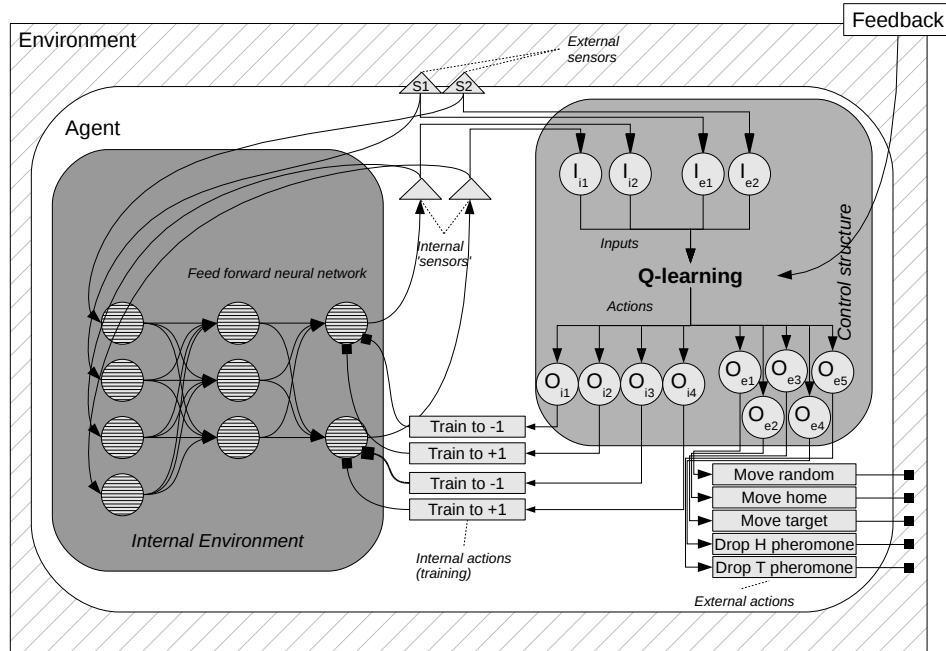 Feedback
Environment
External
sensors
S1 S2
Agent
I i1 I i2 I e1 I e2
Internal
'sensors'
Inputs
Feed forward neural network
Q-learning
Control structure
Actions
O i1 O i2 O i3 O i4 O e1 O e3 O e5
O e2 O e4
Train to -1
Train to +1
Train to -1
Train to +1
Move random
Move home
Move target
Drop H pheromone
Drop T pheromone
Internal Environment
Internal actions
(training)
External actions